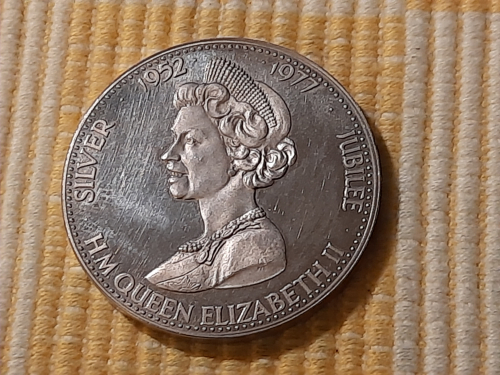 SILVER 1952 1977 JUBILEE
H.M QUEEN ELIZABETH II